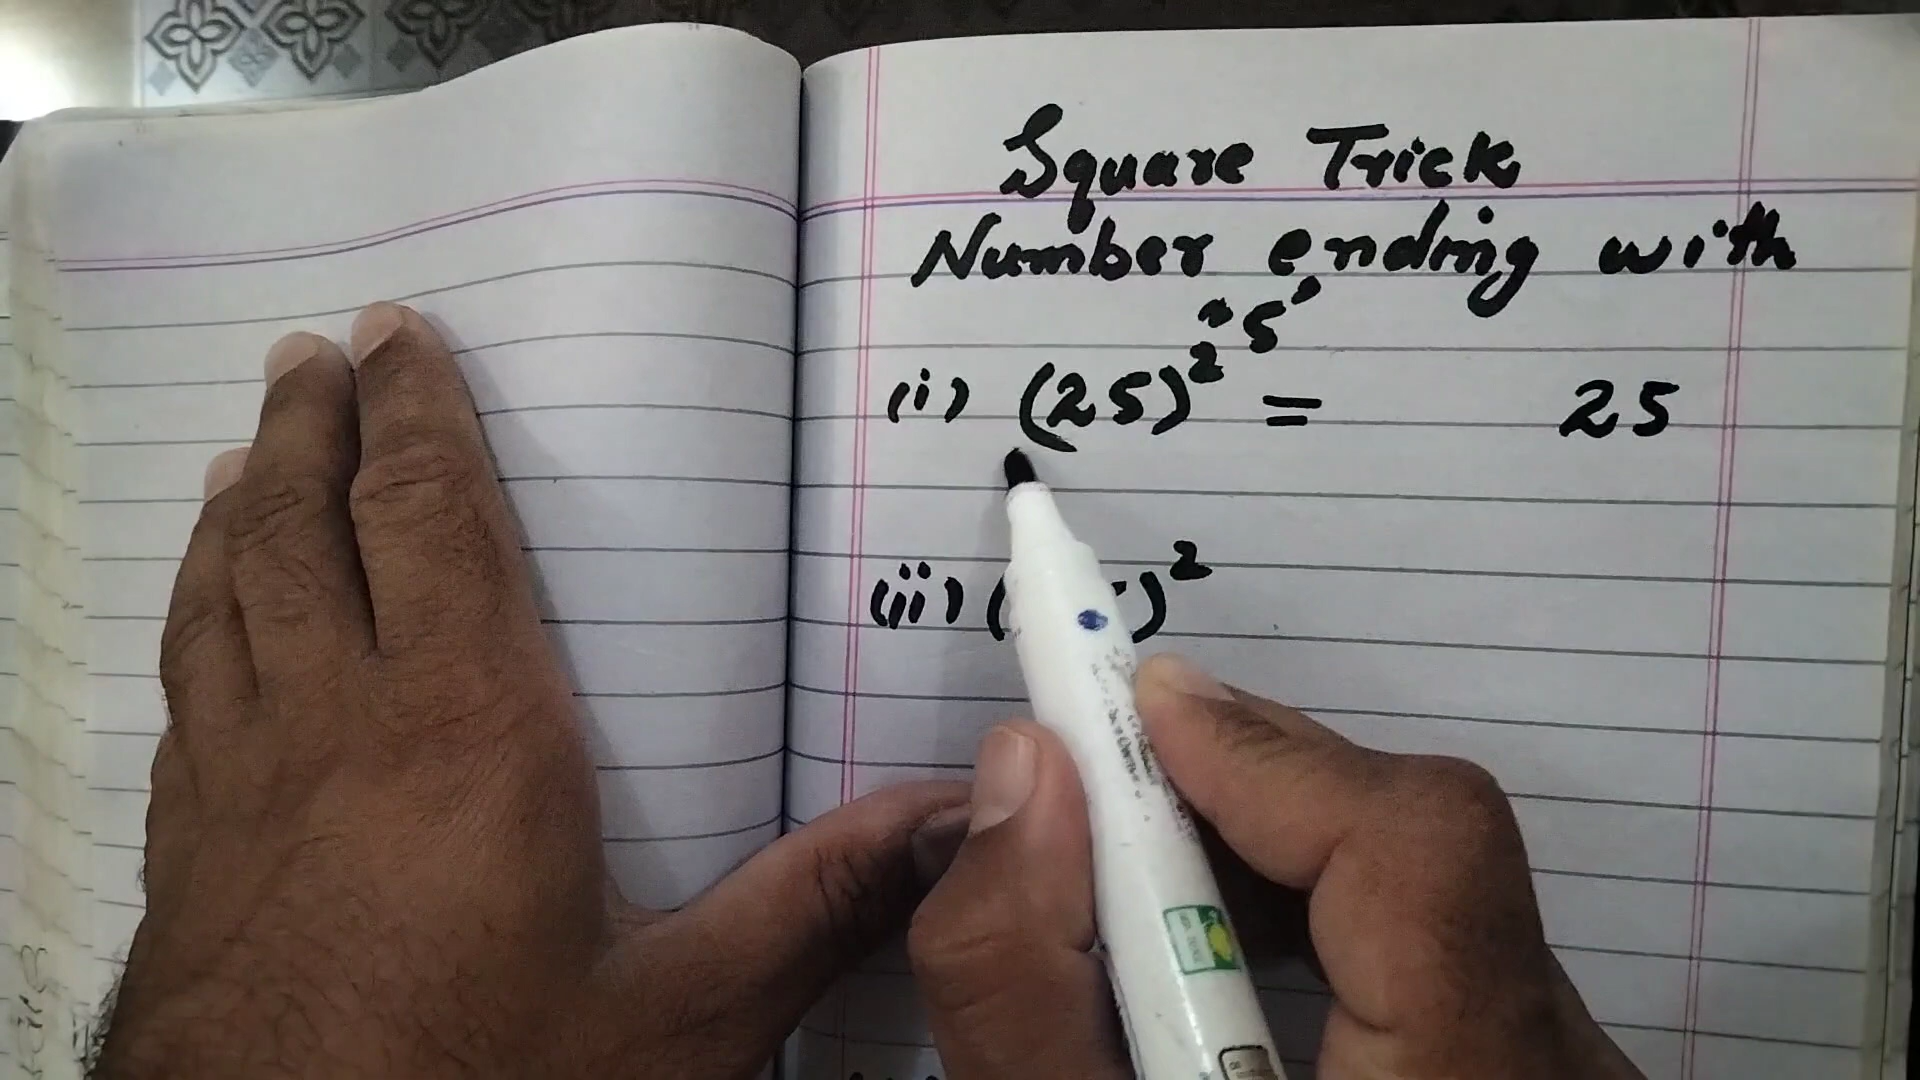 Square Trick
Number ending with
"5"
(i) (25)² = 25
(ii) ( )²